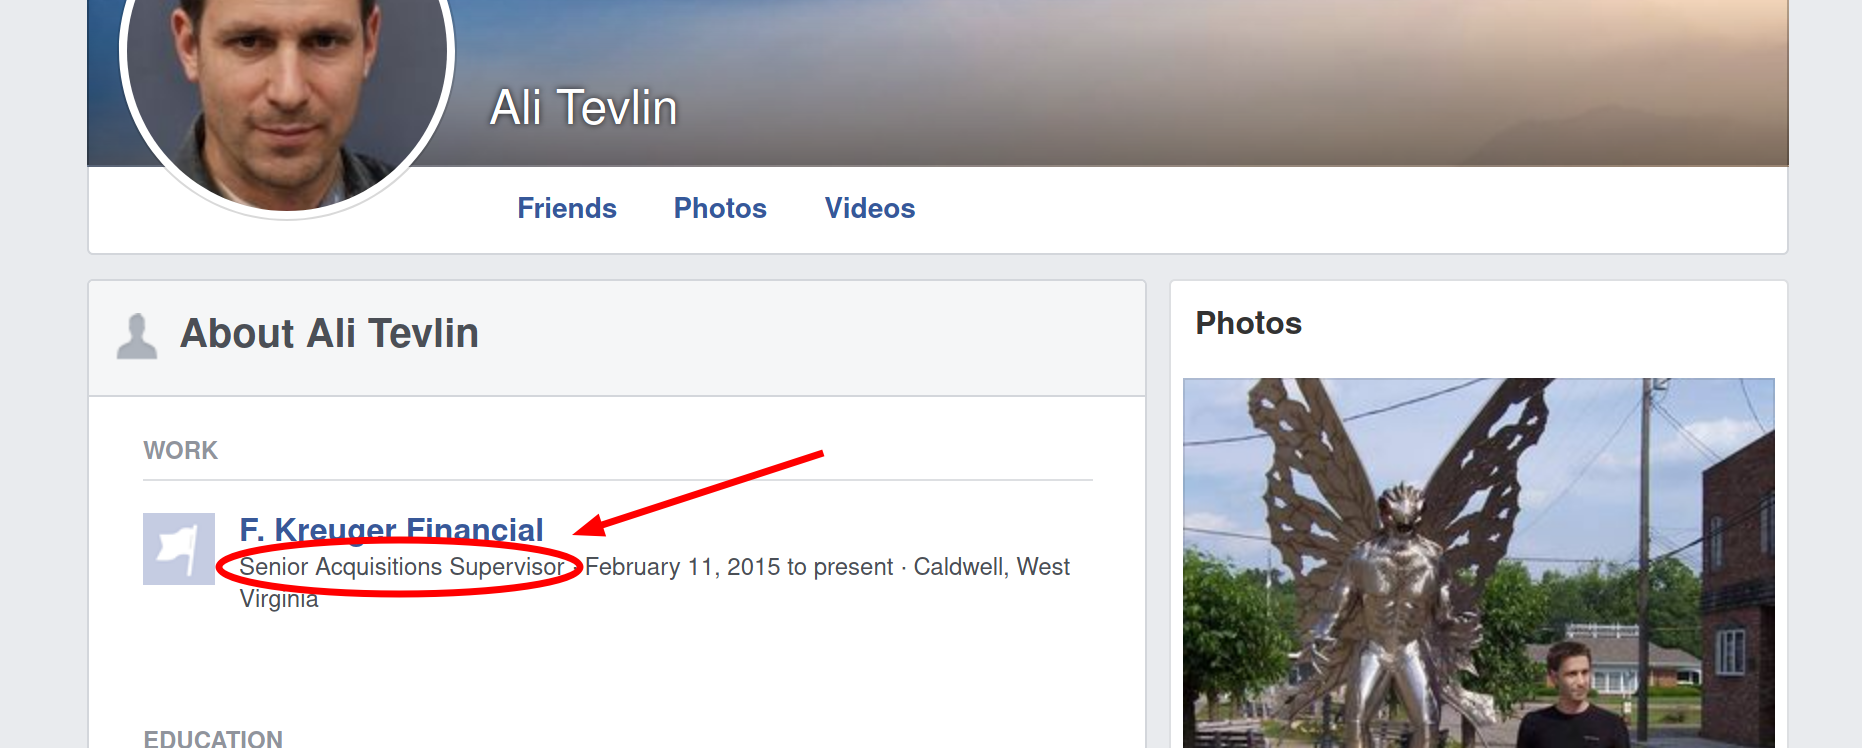 Ali Tevlin
Friends Photos Videos
About Ali Tevlin
WORK
F. Kreuger Financial
Senior Acquisitions Supervisor · February 11, 2015 to present · Caldwell, West
Virginia
EDUCATION
Photos